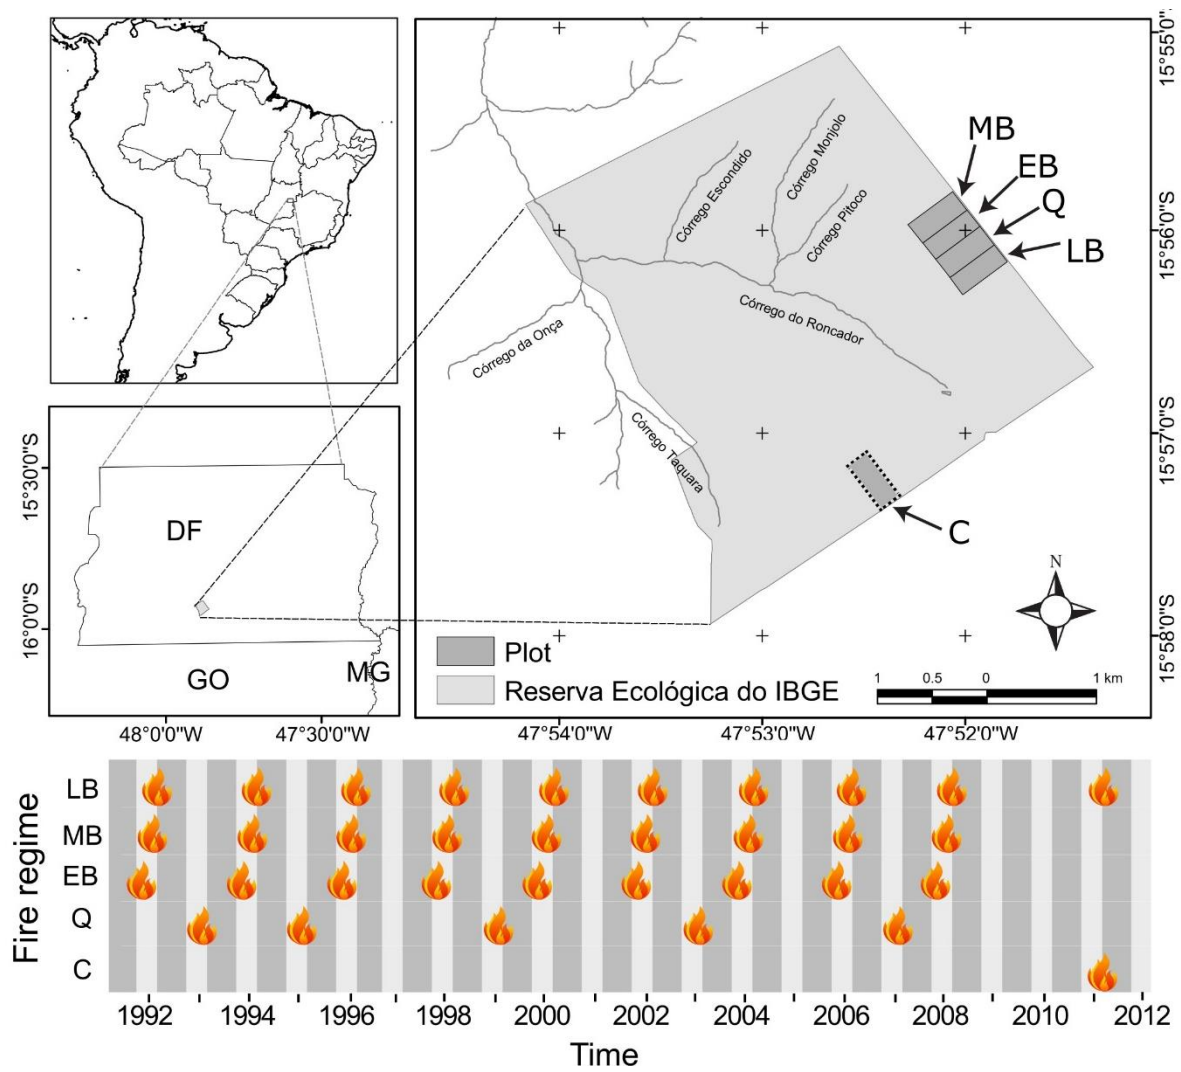 15°55'0"S
MB
EB
Q
LB
Córrego Escondido
Córrego Monjolo
Córrego Pitoco
15°56'0"S
Córrego do Roncador
Córrego da Onça
Córrego Taquara
15°57'0"S
C
N
15°58'0"S
Plot
Reserva Ecológica do IBGE
1 0.5 0 1 km
47°54'0"W 47°53'0"W 47°52'0"W
15°30'0"S
DF
16°0'0"S
GO
MG
48°0'0"W 47°30'0"W
Fire regime
LB
MB
EB
Q
C
1992 1994 1996 1998 2000 2002 2004 2006 2008 2010 2012
Time